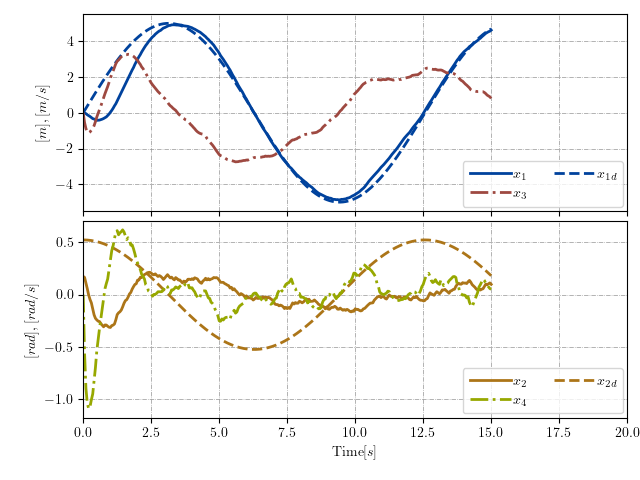 4
2
0
−2
−4
[m], [m/s]
x1
x1d
x3
0.5
0.0
−0.5
−1.0
[rad], [rad/s]
x2
x2d
x4
0.0 2.5 5.0 7.5 10.0 12.5 15.0 17.5 20.0
Time[s]